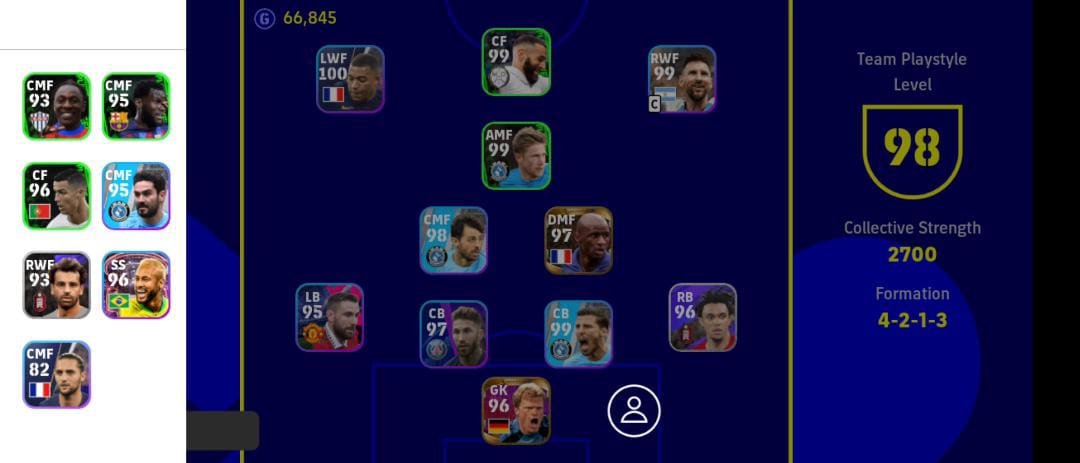 CMF
93
CMF
95
CF
96
CMF
95
RWF
93
SS
96
CMF
82
G 66,845
LWF
100
CF
99
RWF
99
C
AMF
99
CMF
98
DMF
97
LB
95
CB
97
CB
99
RB
96
GK
96
Team Playstyle
Level
98
Collective Strength
2700
Formation
4-2-1-3